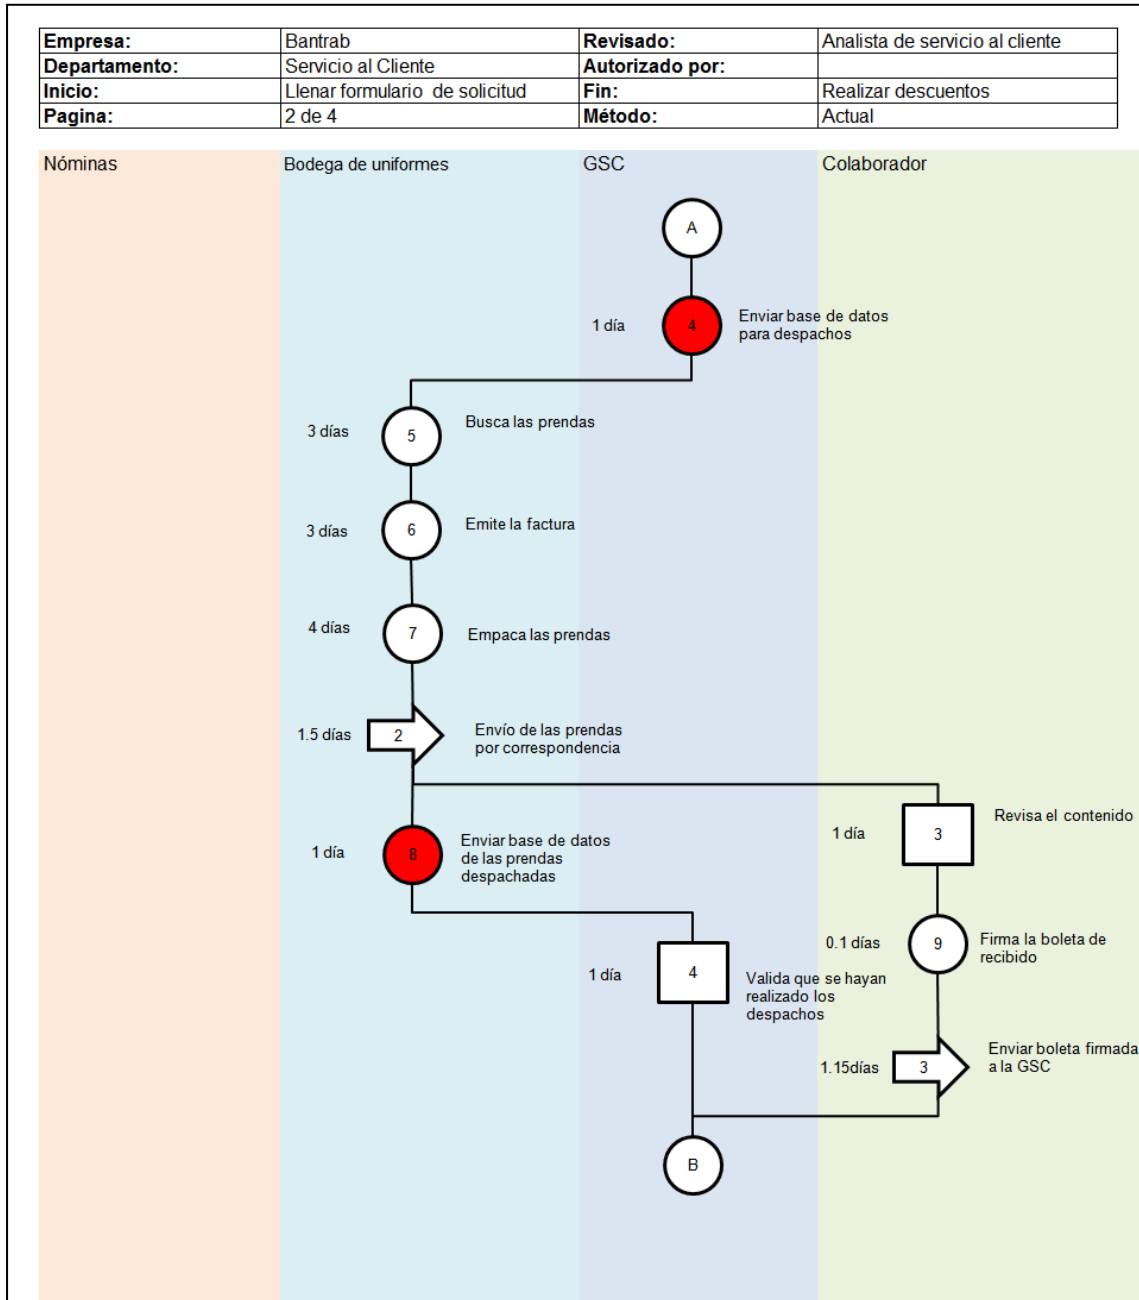 Empresa: Bantrab Revisado: Analista de servicio al cliente
Departamento: Servicio al Cliente Autorizado por:
Inicio: Llenar formulario  de solicitud Fin: Realizar descuentos
Pagina: 2 de 4 Método: Actual
Nóminas Bodega de uniformes GSC Colaborador
A
1 día 4 Enviar base de datos
para despachos
3 días 5 Busca las prendas
3 días 6 Emite la factura
4 días 7 Empaca las prendas
1.5 días 2 Envío de las prendas
por correspondencia
1 día 3 Revisa el contenido
1 día 8 Enviar base de datos
de las prendas
despachadas
0.1 días 9 Firma la boleta de
recibido
1 día 4 Valida que se hayan
realizado los
despachos
1.15días 3 Enviar boleta firmada
a la GSC
B